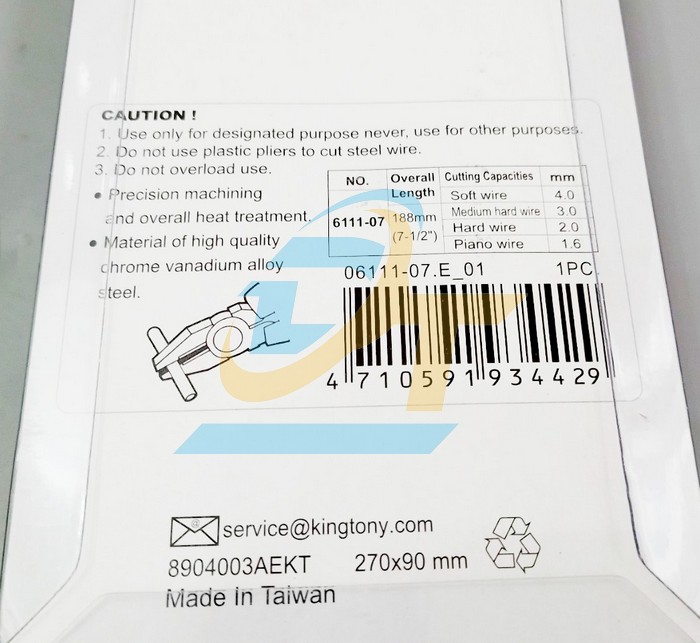 CAUTION !
1. Use only for designated purpose never, use for other purposes.
2. Do not use plastic pliers to cut steel wire.
3. Do not overload use.
• Precision machining
and overall heat treatment.
• Material of high quality
chrome vanadium alloy
steel.
NO. Overall Length Cutting Capacities mm
6111-07 188mm (7-1/2") Soft wire 4.0
Medium hard wire 3.0
Hard wire 2.0
Piano wire 1.6
06111-07.E_01 1PC
4 710591 934429
service@kingtony.com
8904003AEKT 270x90 mm
Made In Taiwan